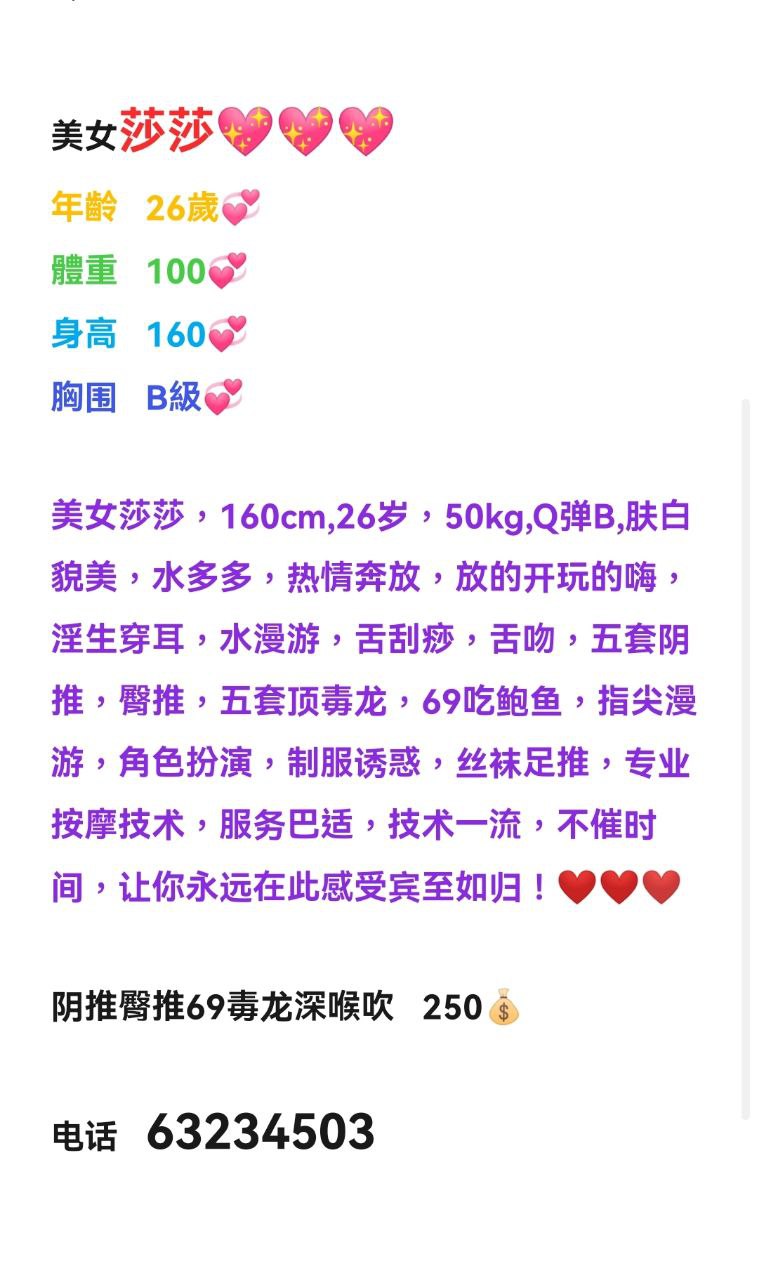 美女莎莎💖💖💖
年齡 26歲💞
體重 100💞
身高 160💞
胸围 B級💞
美女莎莎，160cm,26岁，50kg,Q弹B,肤白
貌美，水多多，热情奔放，放的开玩的嗨，
淫生穿耳，水漫游，舌刮痧，舌吻，五套阴
推，臀推，五套顶毒龙，69吃鲍鱼，指尖漫
游，角色扮演，制服诱惑，丝袜足推，专业
按摩技术，服务巴适，技术一流，不催时
间，让你永远在此感受宾至如归！❤️❤️❤️
阴推臀推69毒龙深喉吹 250💰
电话 63234503